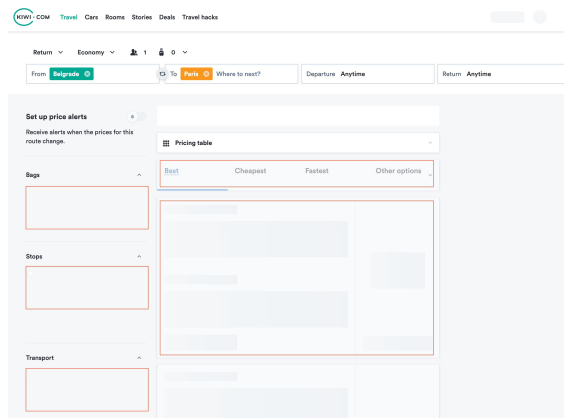 KIWI·COM Travel Cars Rooms Stories Deals Travel hacks
Return Economy 1 0
From Belgrade To Paris Where to next? Departure Anytime Return Anytime
Set up price alerts
Receive alerts when the prices for this
route change.
Pricing table
Best Cheapest Fastest Other options
Bags
Stops
Transport